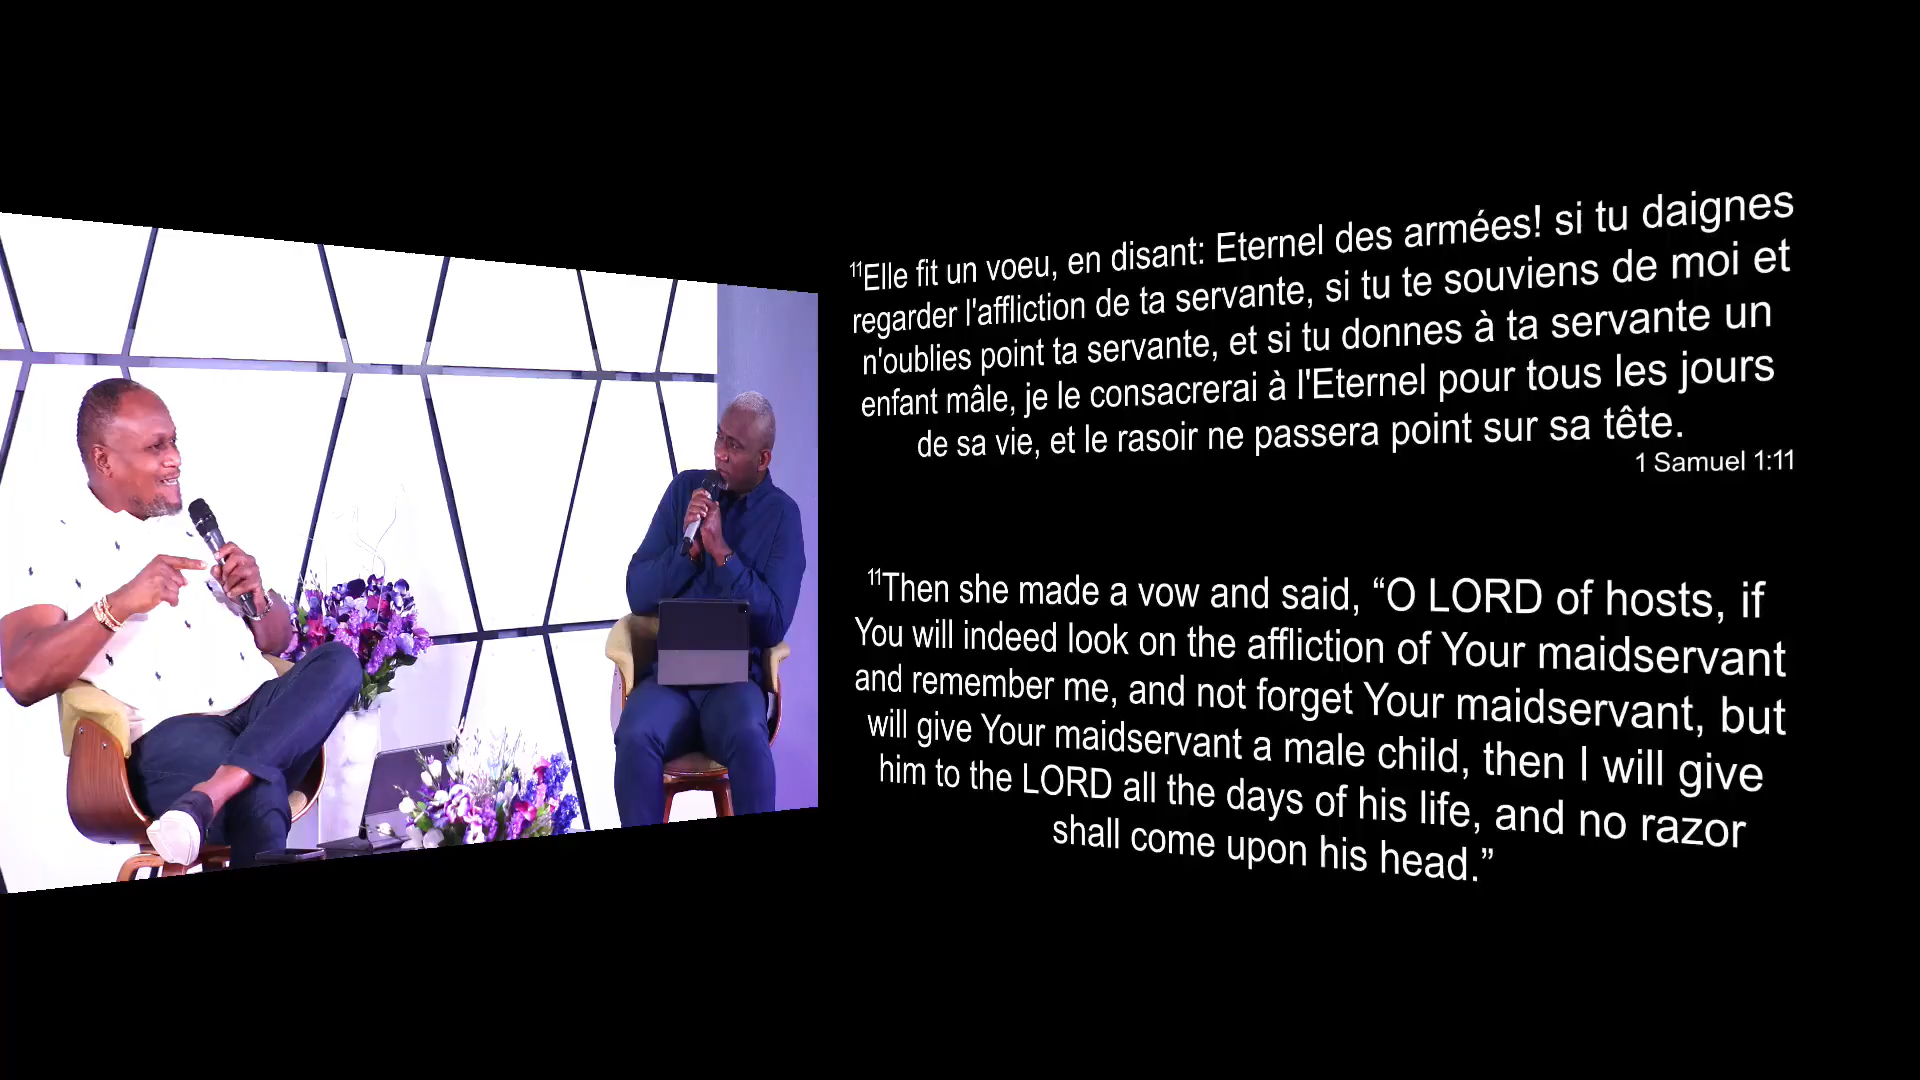 ¹¹Elle fit un voeu, en disant: Eternel des armées! si tu daignes
regarder l'affliction de ta servante, si tu te souviens de moi et
n'oublies point ta servante, et si tu donnes à ta servante un
enfant mâle, je le consacrerai à l'Eternel pour tous les jours
de sa vie, et le rasoir ne passera point sur sa tête.
1 Samuel 1:11
¹¹Then she made a vow and said, “O LORD of hosts, if
You will indeed look on the affliction of Your maidservant
and remember me, and not forget Your maidservant, but
will give Your maidservant a male child, then I will give
him to the LORD all the days of his life, and no razor
shall come upon his head.”